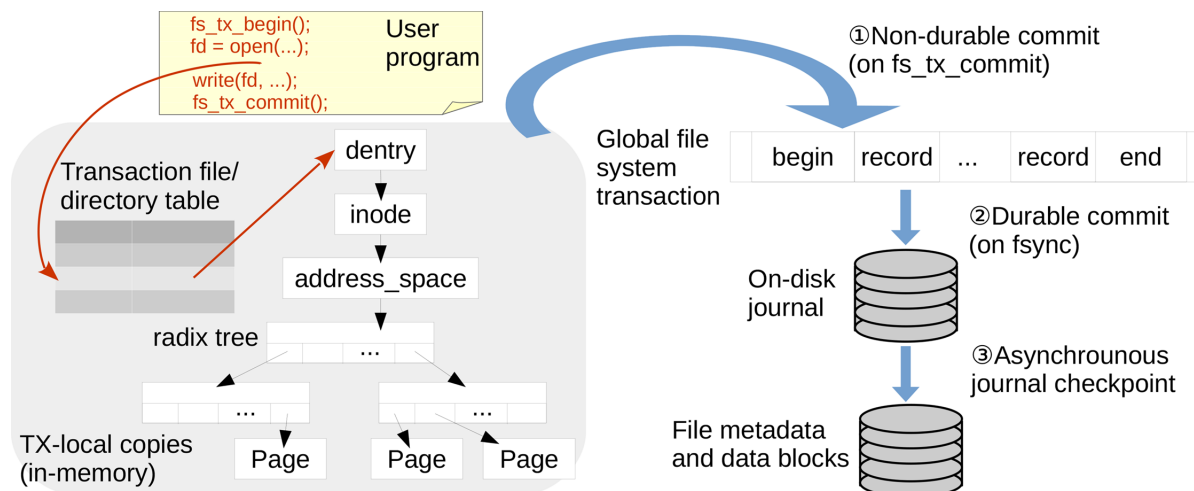 fs_tx_begin();
fd = open(...);
write(fd, ...);
fs_tx_commit();
User
program
Transaction file/
directory table
dentry
inode
address_space
radix tree
...
...
...
Page
Page
Page
TX-local copies
(in-memory)
①Non-durable commit
(on fs_tx_commit)
Global file
system
transaction
begin
record
...
record
end
②Durable commit
(on fsync)
On-disk
journal
③Asynchrounous
journal checkpoint
File metadata
and data blocks